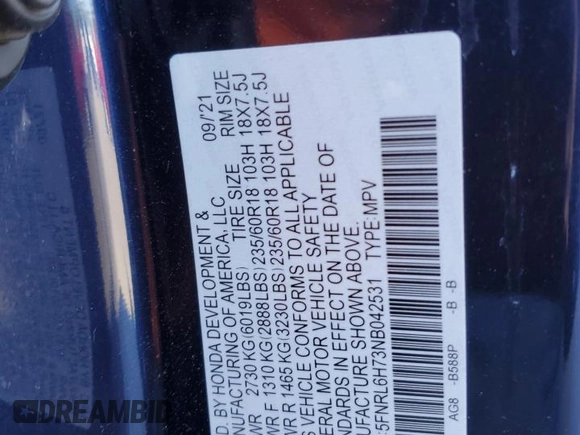 D. BY HONDA DEVELOPMENT & 09/'21
NUFACTURING OF AMERICA, LLC
WR 2730 KG(6019LBS) TIRE SIZE RIM SIZE
WR F 1310 KG(2888LBS)235/60R18 103H 18X7.5J
WR R 1465 KG(3230LBS)235/60R18 103H 18X7.5J
S VEHICLE CONFORMS TO ALL APPLICABLE
ERAL MOTOR VEHICLE SAFETY
NDARDS IN EFFECT ON THE DATE OF
NUFACTURE SHOWN ABOVE.
:5FNRL6H73NB042531 TYPE:MPV
AG8 -B588P -B -B
DREAMBID